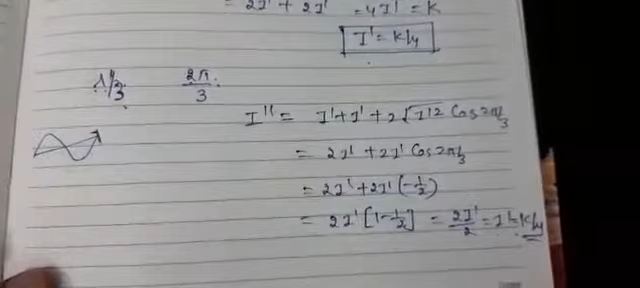 = 2I' + 2I' = 4I' = K
I' = K/4
λ/3 2π/3
I'' = I' + I' + 2√I'2 Cos 2π/3
= 2I' + 2I' Cos 2π/3
= 2I' + 2I' (-1/2)
= 2I' [1-1/2] = 2I'/2 = I' = K/4